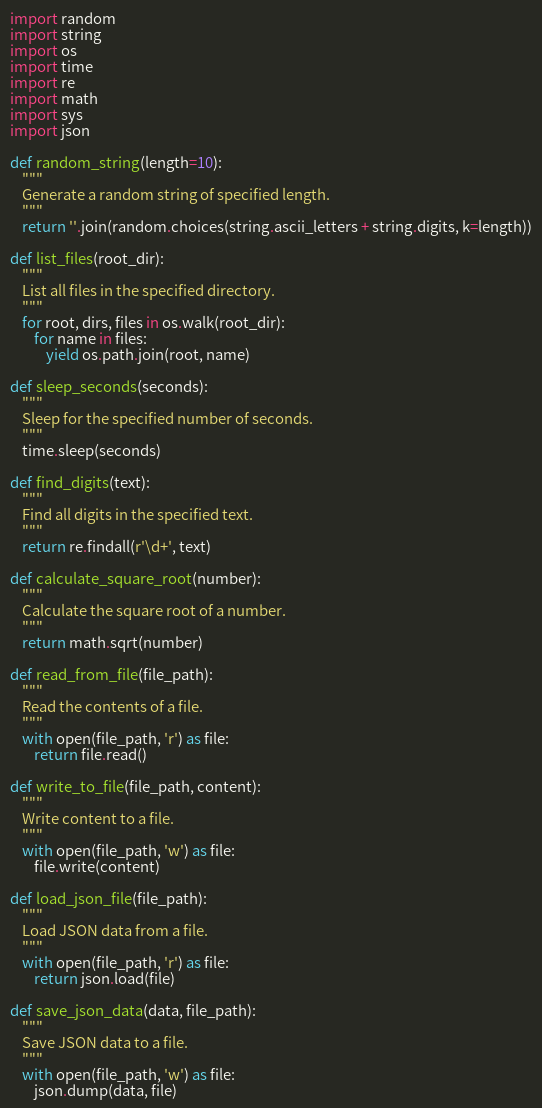 import random
import string
import os
import time
import re
import math
import sys
import json

def random_string(length=10):
    """
    Generate a random string of specified length.
    """
    return ''.join(random.choices(string.ascii_letters + string.digits, k=length))

def list_files(root_dir):
    """
    List all files in the specified directory.
    """
    for root, dirs, files in os.walk(root_dir):
        for name in files:
            yield os.path.join(root, name)

def sleep_seconds(seconds):
    """
    Sleep for the specified number of seconds.
    """
    time.sleep(seconds)

def find_digits(text):
    """
    Find all digits in the specified text.
    """
    return re.findall(r'\d+', text)

def calculate_square_root(number):
    """
    Calculate the square root of a number.
    """
    return math.sqrt(number)

def read_from_file(file_path):
    """
    Read the contents of a file.
    """
    with open(file_path, 'r') as file:
        return file.read()

def write_to_file(file_path, content):
    """
    Write content to a file.
    """
    with open(file_path, 'w') as file:
        file.write(content)

def load_json_file(file_path):
    """
    Load JSON data from a file.
    """
    with open(file_path, 'r') as file:
        return json.load(file)

def save_json_data(data, file_path):
    """
    Save JSON data to a file.
    """
    with open(file_path, 'w') as file:
        json.dump(data, file)